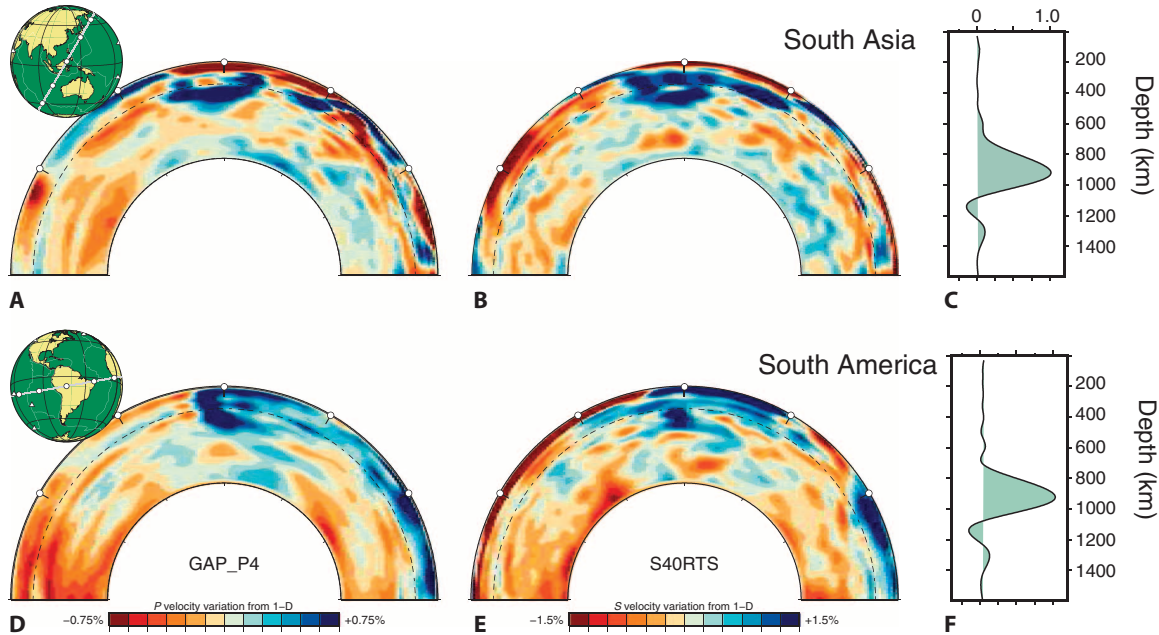 South Asia
0 1.0
200
400
600
800
1000
1200
1400
Depth (km)
A
B
C
South America
200
400
600
800
1000
1200
1400
Depth (km)
GAP_P4
S40RTS
P velocity variation from 1–D
S velocity variation from 1–D
D −0.75% +0.75% E −1.5% +1.5% F